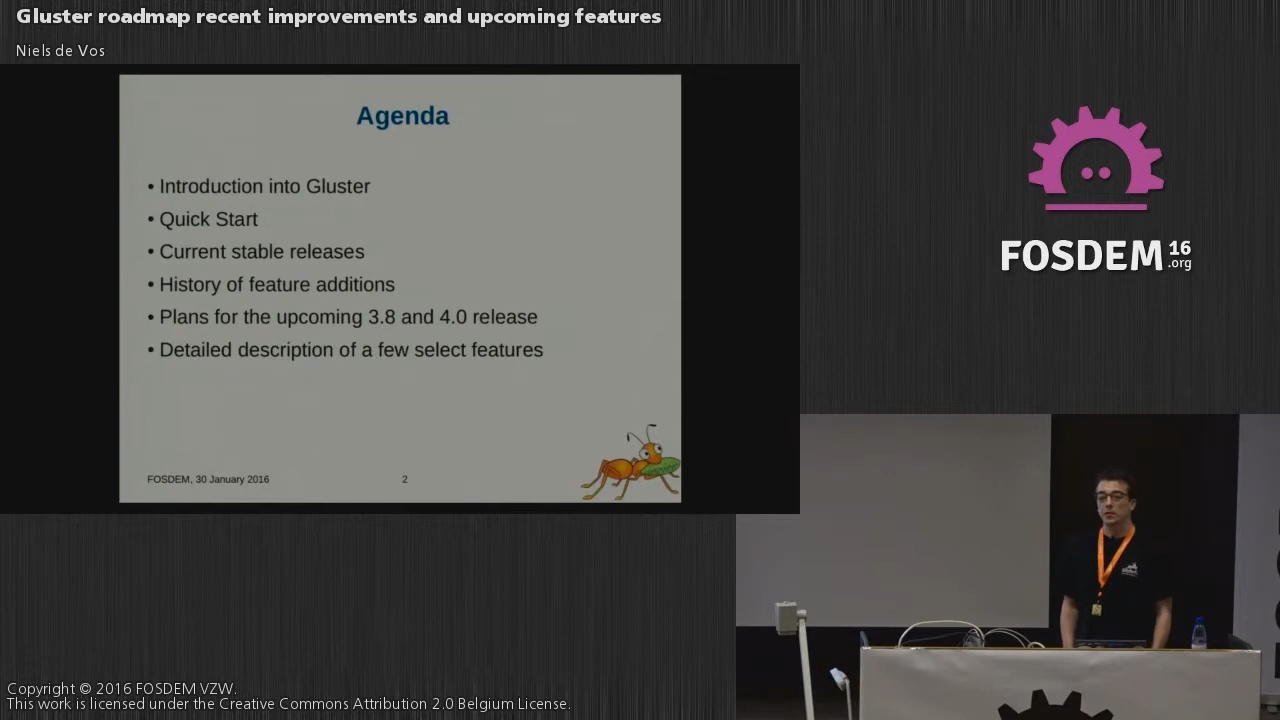 Gluster roadmap recent improvements and upcoming features
Niels de Vos
Agenda
• Introduction into Gluster
• Quick Start
• Current stable releases
• History of feature additions
• Plans for the upcoming 3.8 and 4.0 release
• Detailed description of a few select features
FOSDEM, 30 January 2016
2
FOSDEM 16
.org
Copyright © 2016 FOSDEM VZW.
This work is licensed under the Creative Commons Attribution 2.0 Belgium License.